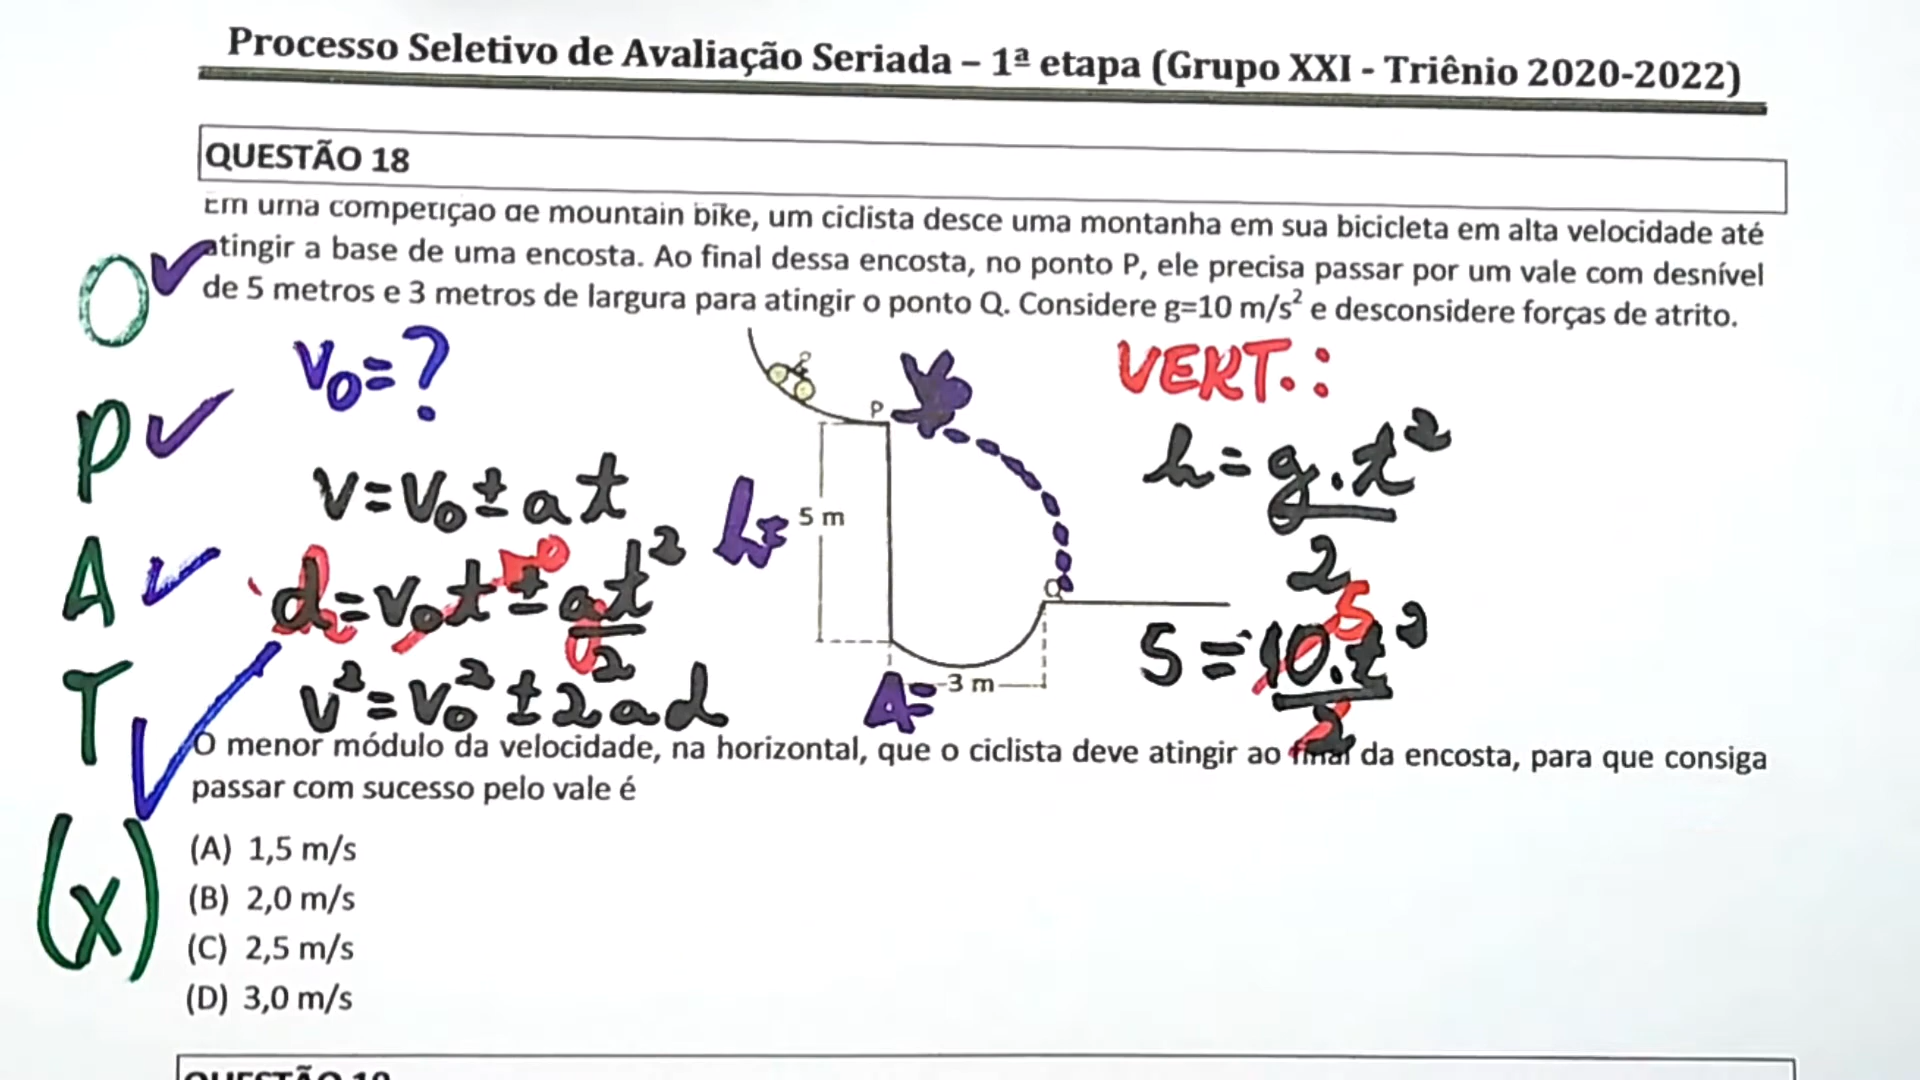 Processo Seletivo de Avaliação Seriada – 1ª etapa (Grupo XXI - Triênio 2020-2022)
QUESTÃO 18
Em uma competição de mountain bike, um ciclista desce uma montanha em sua bicicleta em alta velocidade até
atingir a base de uma encosta. Ao final dessa encosta, no ponto P, ele precisa passar por um vale com desnível
de 5 metros e 3 metros de largura para atingir o ponto Q. Considere g=10 m/s² e desconsidere forças de atrito.
O
P
A
T
(X)
V₀=?
V=V₀±at
d=V₀t±at²/2
V²=V₀²±2ad
P
h=
5 m
Q
A=
3 m
VERT.:
h=g.t²
2
5=10.t²
2
5
O menor módulo da velocidade, na horizontal, que o ciclista deve atingir ao final da encosta, para que consiga
passar com sucesso pelo vale é
(A) 1,5 m/s
(B) 2,0 m/s
(C) 2,5 m/s
(D) 3,0 m/s
QUESTÃO 19